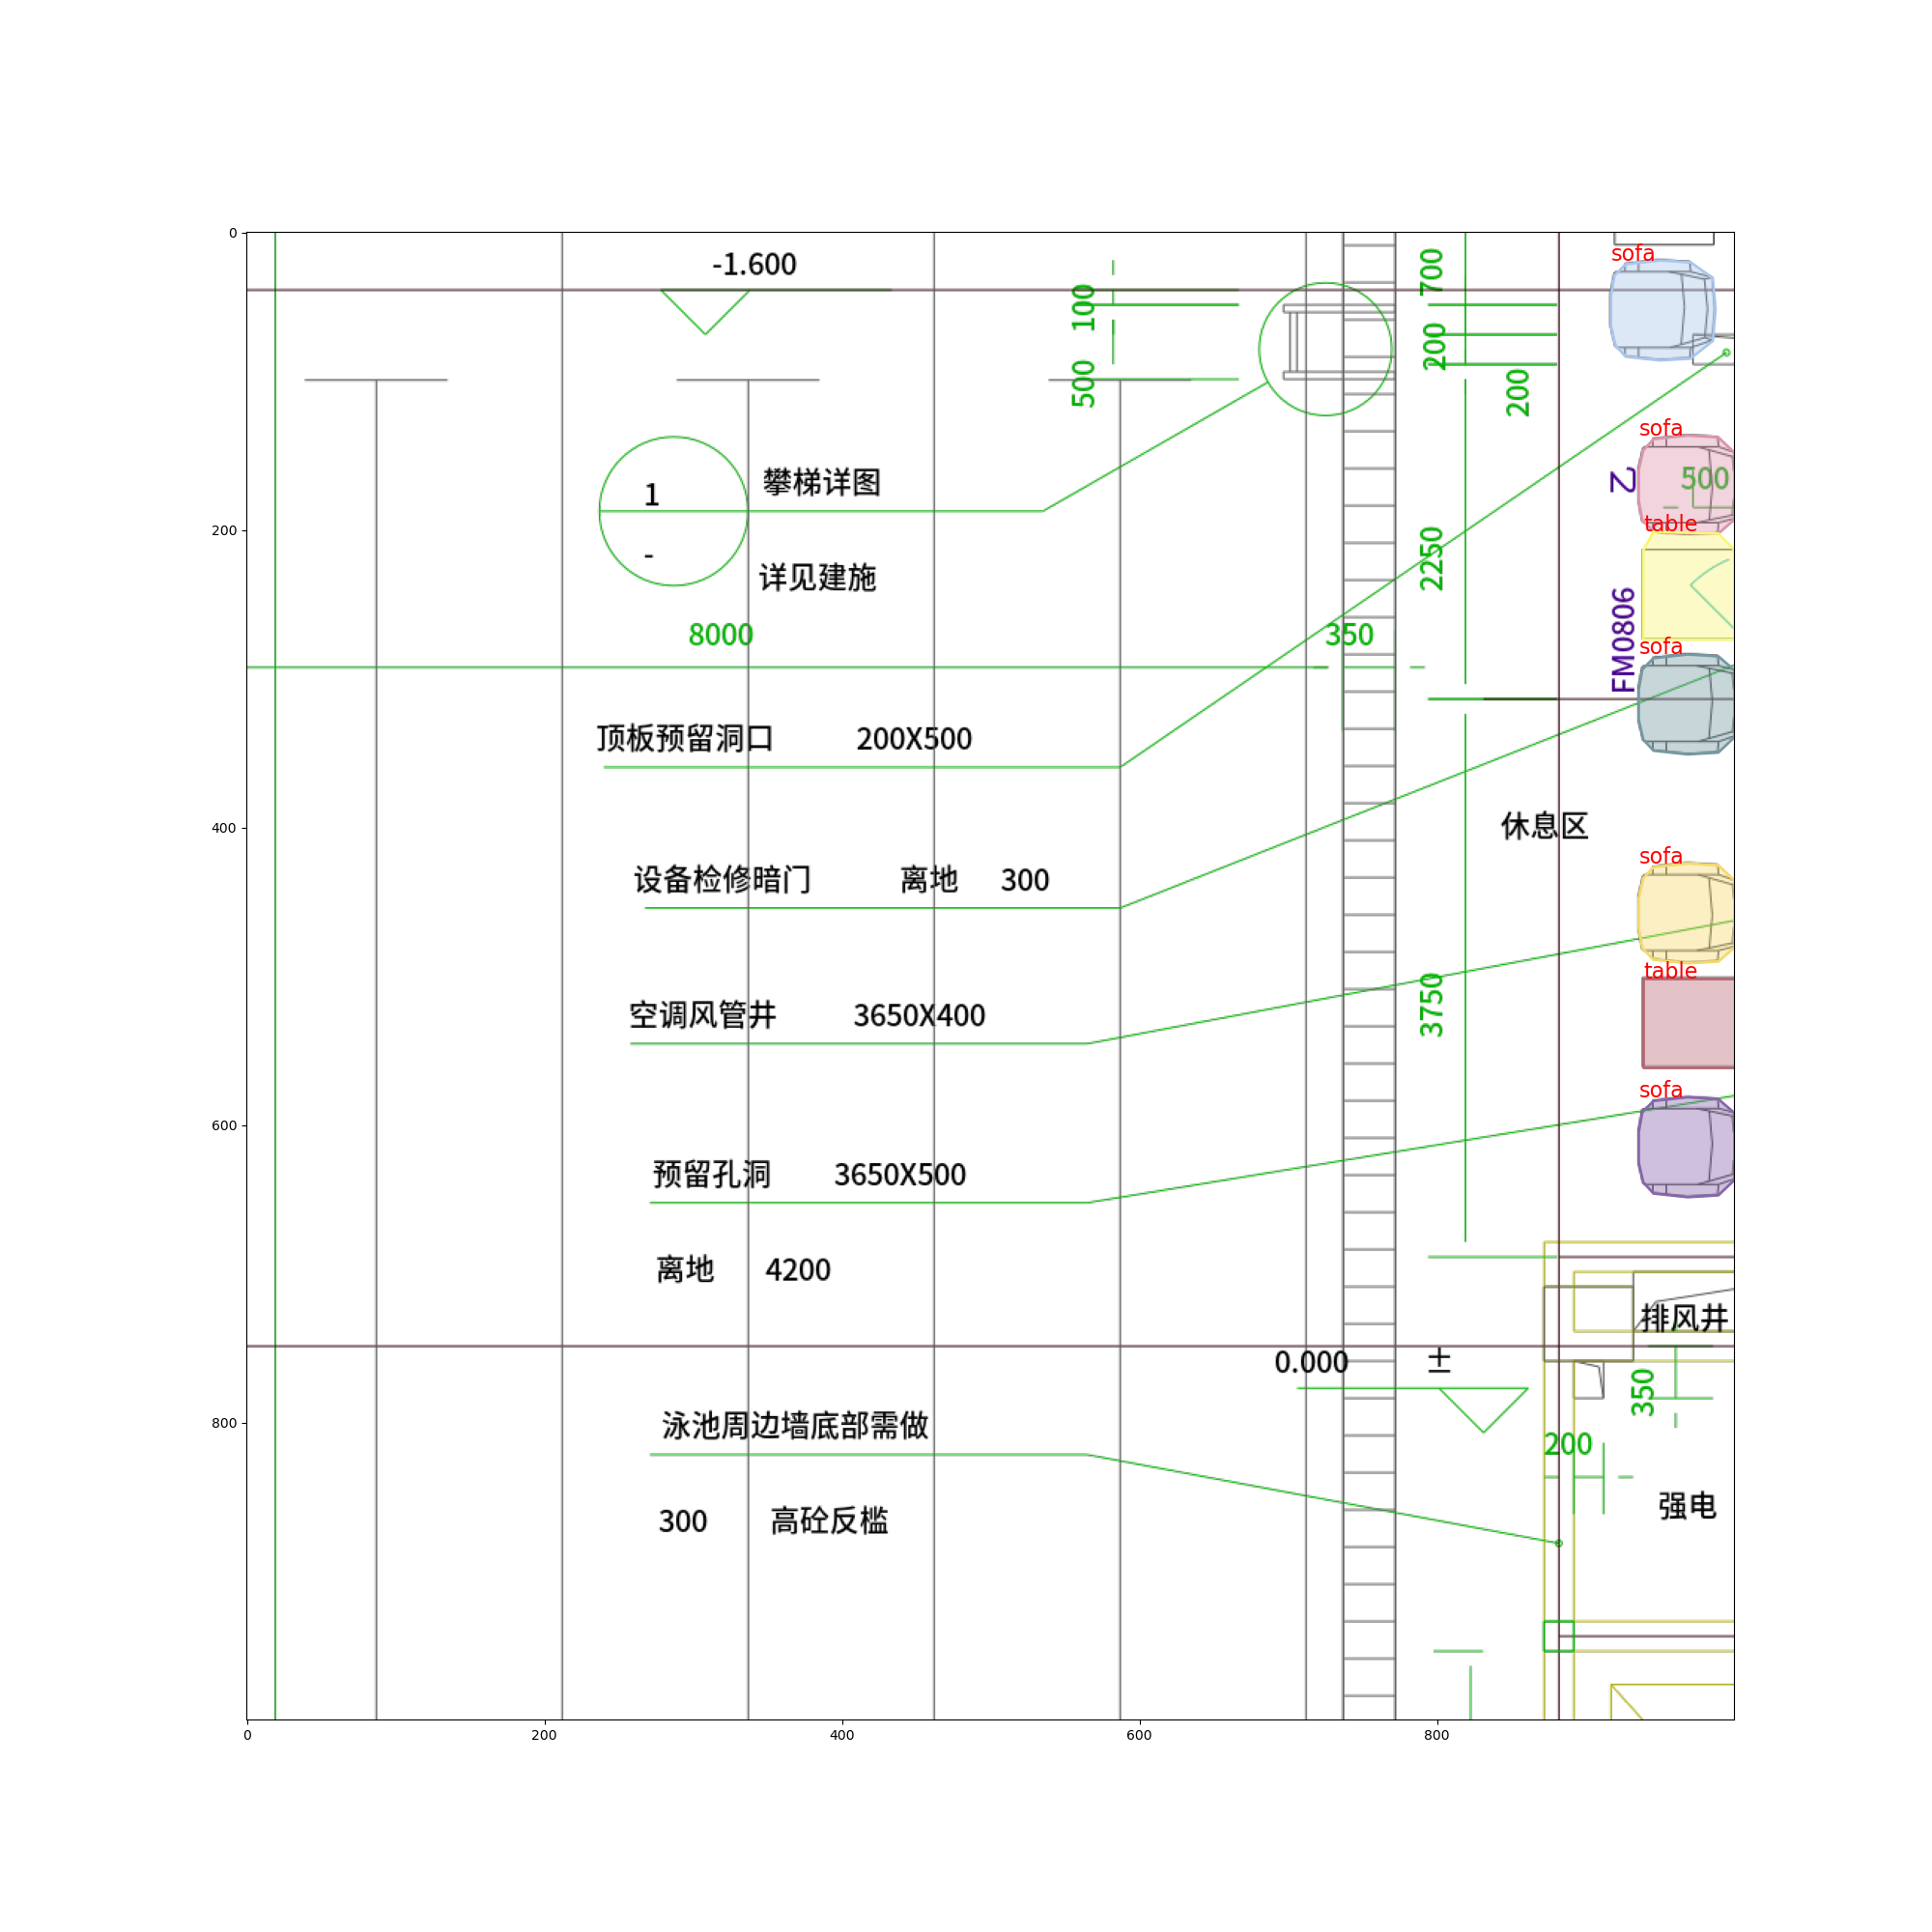 0
200
400
600
800
0
200
400
600
800
-1.600
100
500
700
200
200
sofa
sofa
500
乙
table
1
-
攀梯详图
详见建施
2250
FM0806
8000
350
sofa
顶板预留洞口 200X500
休息区
设备检修暗门 离地 300
sofa
table
空调风管井 3650X400
3750
sofa
预留孔洞 3650X500
离地 4200
排风井
0.000 ±
350
泳池周边墙底部需做
200
300 高砼反槛
强电